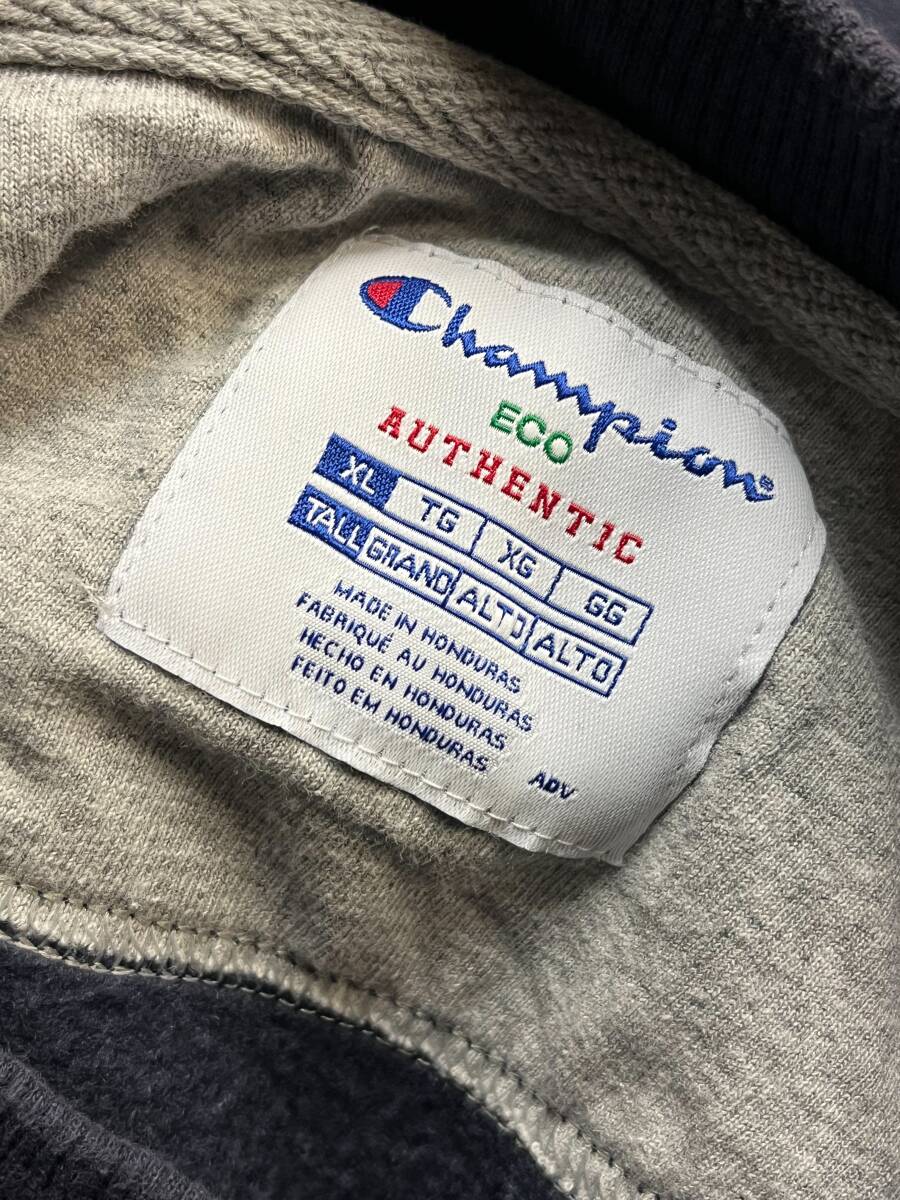 Champion
ECO
AUTHENTIC
XL TG XG GG
TALL GRAND ALTO ALTO
MADE IN HONDURAS
FABRIQUÉ AU HONDURAS
HECHO EN HONDURAS
FEITO EM HONDURAS
ADV